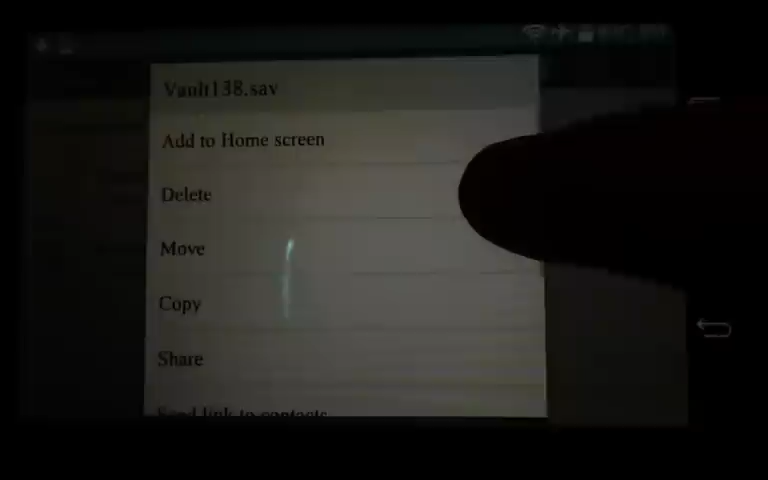 Vault138.sav
Add to Home screen
Delete
Move
Copy
Share
Send link to contacts